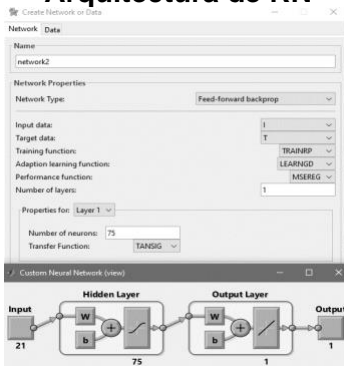 Arquitectura de RN
Create Network or Data
Network Data
Name
network2
Network Properties
Network Type: Feed-forward backprop
Input data: I
Target data: T
Training function: TRAINRP
Adaption learning function: LEARNGD
Performance function: MSEREG
Number of layers: 1
Properties for: Layer 1
Number of neurons: 75
Transfer Function: TANSIG
Custom Neural Network (view)
Hidden Layer Output Layer
Input Output
W W
b b
21 1
75 1